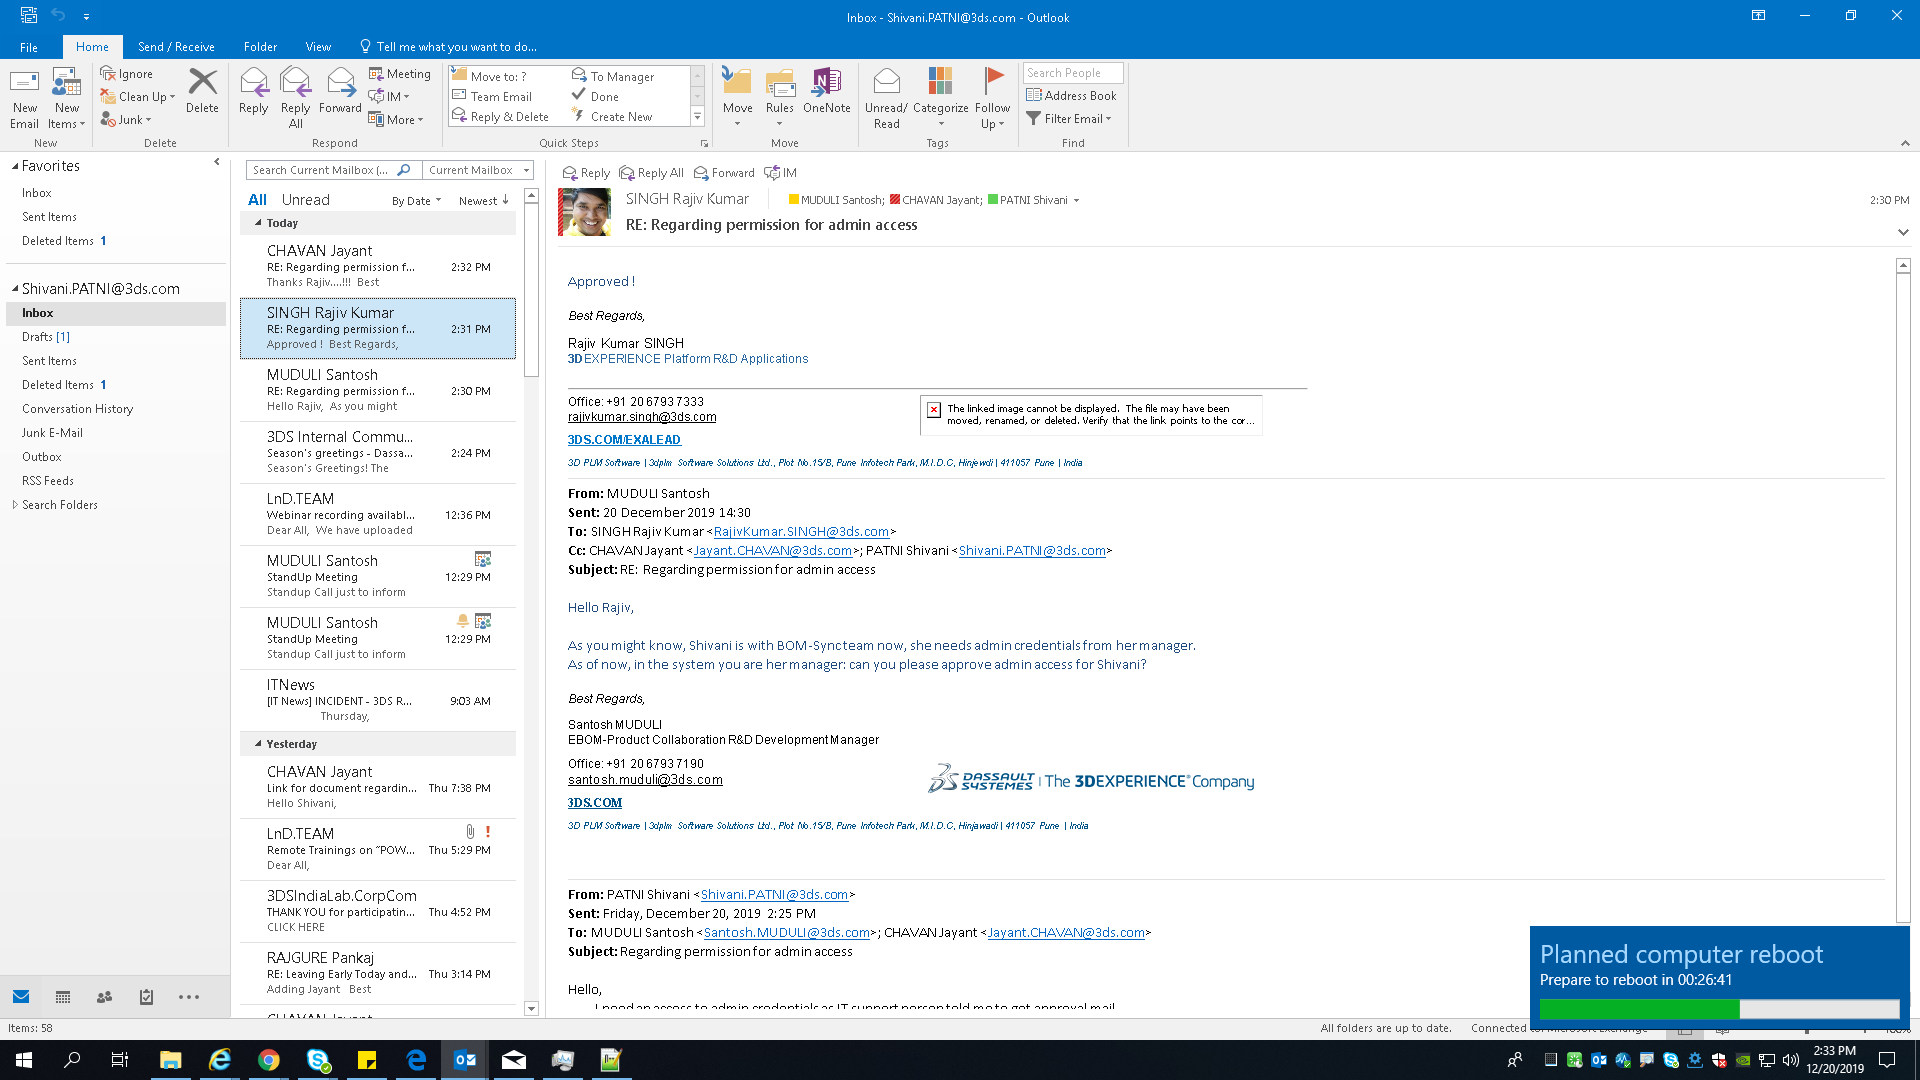 Inbox - Shivani.PATNI@3ds.com - Outlook
File
Home
Send / Receive
Folder
View
Tell me what you want to do...
New Email
New Items
New
Ignore
Clean Up
Junk
Delete
Delete
Reply
Reply All
Forward
Meeting
IM
More
Respond
Move to: ?
Team Email
Reply & Delete
To Manager
Done
Create New
Quick Steps
Move
Rules
OneNote
Move
Unread/ Read
Categorize
Follow Up
Tags
Search People
Address Book
Filter Email
Find
Favorites
Inbox
Sent Items
Deleted Items 1
Shivani.PATNI@3ds.com
Inbox
Drafts [1]
Sent Items
Deleted Items 1
Conversation History
Junk E-Mail
Outbox
RSS Feeds
Search Folders
Items: 58
Search Current Mailbox (...
Current Mailbox
All
Unread
By Date
Newest
Today
CHAVAN Jayant
RE: Regarding permission f...
2:32 PM
Thanks Rajiv....!!! Best
SINGH Rajiv Kumar
RE: Regarding permission f...
2:31 PM
Approved ! Best Regards,
MUDULI Santosh
RE: Regarding permission f...
2:30 PM
Hello Rajiv, As you might
3DS Internal Commu...
Season's greetings - Dassa...
2:24 PM
Season's Greetings! The
LnD.TEAM
Webinar recording availabl...
12:36 PM
Dear All, We have uploaded
MUDULI Santosh
StandUp Meeting
12:29 PM
Standup Call just to inform
MUDULI Santosh
StandUp Meeting
12:29 PM
Standup Call just to inform
ITNews
[IT News] INCIDENT - 3DS R...
9:03 AM
Thursday,
Yesterday
CHAVAN Jayant
Link for document regardin...
Thu 7:38 PM
Hello Shivani,
LnD.TEAM
Remote Trainings on "POW...
Thu 5:29 PM
Dear All,
3DSIndiaLab.CorpCom
THANK YOU for participatin...
Thu 4:52 PM
CLICK HERE
RAJGURE Pankaj
RE: Leaving Early Today and...
Thu 3:14 PM
Adding Jayant Best
CHAVAN Jayant
Reply
Reply All
Forward
IM
SINGH Rajiv Kumar
MUDULI Santosh; CHAVAN Jayant; PATNI Shivani
2:30 PM
RE: Regarding permission for admin access
Approved !
Best Regards,
Rajiv Kumar SINGH
3DEXPERIENCE Platform R&D Applications
Office: +91 20 6793 7333
rajivkumar.singh@3ds.com
The linked image cannot be displayed. The file may have been
moved, renamed, or deleted. Verify that the link points to the cor...
3DS.COM/EXALEAD
3D PLM Software | 3dplm Software Solutions Ltd., Plot No.15/B, Pune Infotech Park, M.I.D.C, Hinjewdi | 411057 Pune | India
From: MUDULI Santosh
Sent: 20 December 2019 14:30
To: SINGH Rajiv Kumar <RajivKumar.SINGH@3ds.com>
Cc: CHAVAN Jayant <Jayant.CHAVAN@3ds.com>; PATNI Shivani <Shivani.PATNI@3ds.com>
Subject: RE: Regarding permission for admin access
Hello Rajiv,
As you might know, Shivani is with BOM-Sync team now, she needs admin credentials from her manager.
As of now, in the system you are her manager: can you please approve admin access for Shivani?
Best Regards,
Santosh MUDULI
EBOM-Product Collaboration R&D Development Manager
Office: +91 20 6793 7190
santosh.muduli@3ds.com
DASSAULT SYSTEMES | The 3DEXPERIENCE® Company
3DS.COM
3D PLM Software | 3dplm Software Solutions Ltd., Plot No.15/B, Pune Infotech Park, M.I.D.C, Hinjawadi | 411057 Pune | India
From: PATNI Shivani <Shivani.PATNI@3ds.com>
Sent: Friday, December 20, 2019 2:25 PM
To: MUDULI Santosh <Santosh.MUDULI@3ds.com>; CHAVAN Jayant <Jayant.CHAVAN@3ds.com>
Subject: Regarding permission for admin access
Hello,
I need an access to admin credentials as IT support person told me to get approval mail
Planned computer reboot
Prepare to reboot in 00:26:41
All folders are up to date.
Connected to: Microsoft Exchange
2:33 PM
12/20/2019